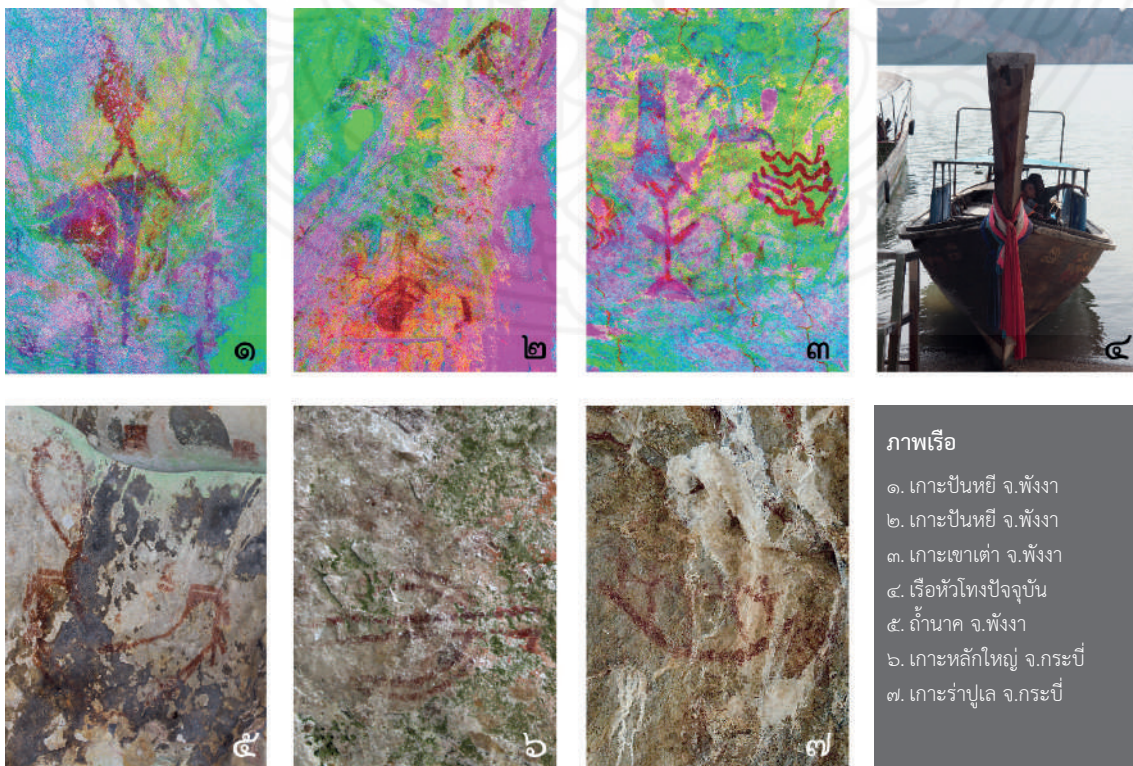 ๑
๒
๓
๔
๕
๖
๗
ภาพเรือ
๑. เกาะปันหยี จ.พังงา
๒. เกาะปันหยี จ.พังงา
๓. เกาะเขาเต่า จ.พังงา
๔. เรือหัวโทงปัจจุบัน
๕. ถ้ำนาค จ.พังงา
๖. เกาะหลักใหญ่ จ.กระบี่
๗. เกาะร่าปูเล จ.กระบี่